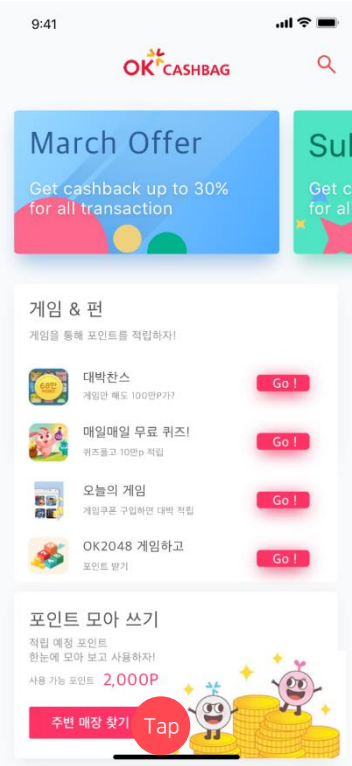 9:41
OK CASHBAG
March Offer
Get cashback up to 30%
for all transaction
Sul
Get c
for al
게임 & 펀
게임을 통해 포인트를 적립하자!
68만
POINT
대박찬스
게임만 해도 100만P가?
Go !
매일매일 무료 퀴즈!
퀴즈풀고 10만p 적립
Go !
오늘의 게임
게임쿠폰 구입하면 대박 적립
Go !
OK2048 게임하고
포인트 받기
Go !
포인트 모아 쓰기
적립 예정 포인트
한눈에 모아 보고 사용하자!
사용 가능 포인트 2,000P
주변 매장 찾기
Tap